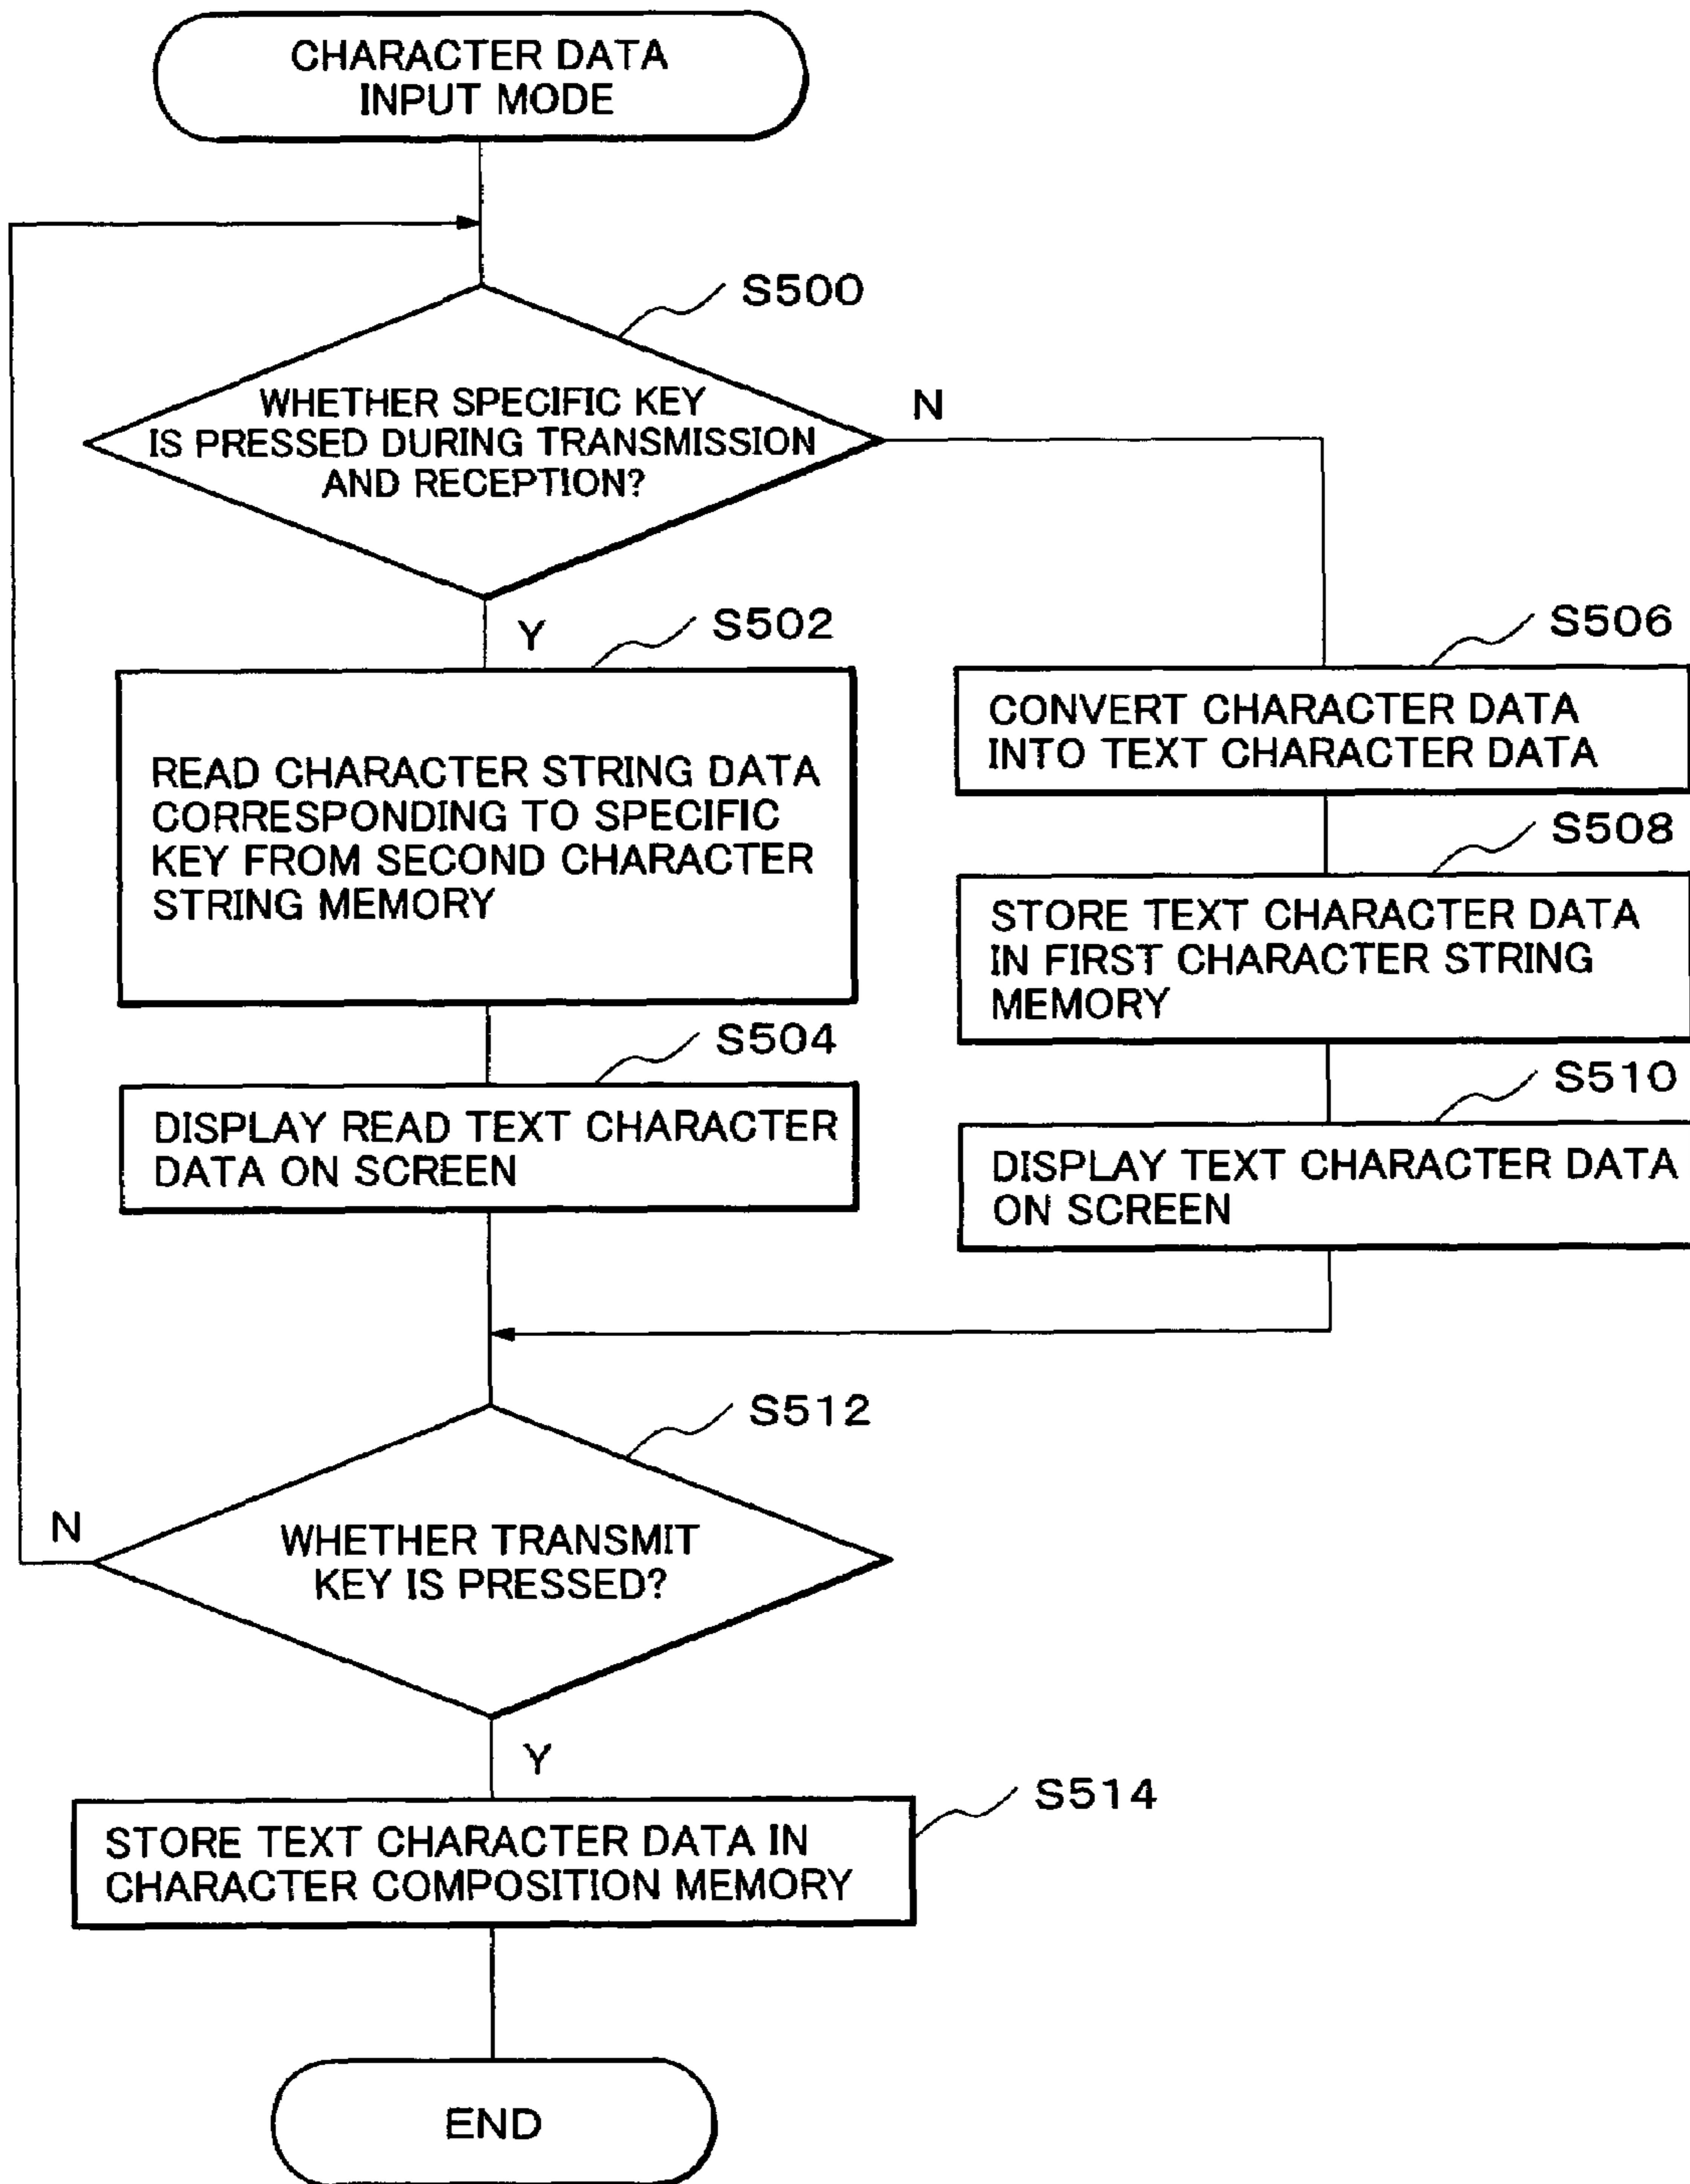 CHARACTER DATA
INPUT MODE
S500
WHETHER SPECIFIC KEY
IS PRESSED DURING TRANSMISSION
AND RECEPTION?
N
Y
S502
READ CHARACTER STRING DATA
CORRESPONDING TO SPECIFIC
KEY FROM SECOND CHARACTER
STRING MEMORY
S504
DISPLAY READ TEXT CHARACTER
DATA ON SCREEN
S506
CONVERT CHARACTER DATA
INTO TEXT CHARACTER DATA
S508
STORE TEXT CHARACTER DATA
IN FIRST CHARACTER STRING
MEMORY
S510
DISPLAY TEXT CHARACTER DATA
ON SCREEN
S512
N
WHETHER TRANSMIT
KEY IS PRESSED?
Y
S514
STORE TEXT CHARACTER DATA IN
CHARACTER COMPOSITION MEMORY
END